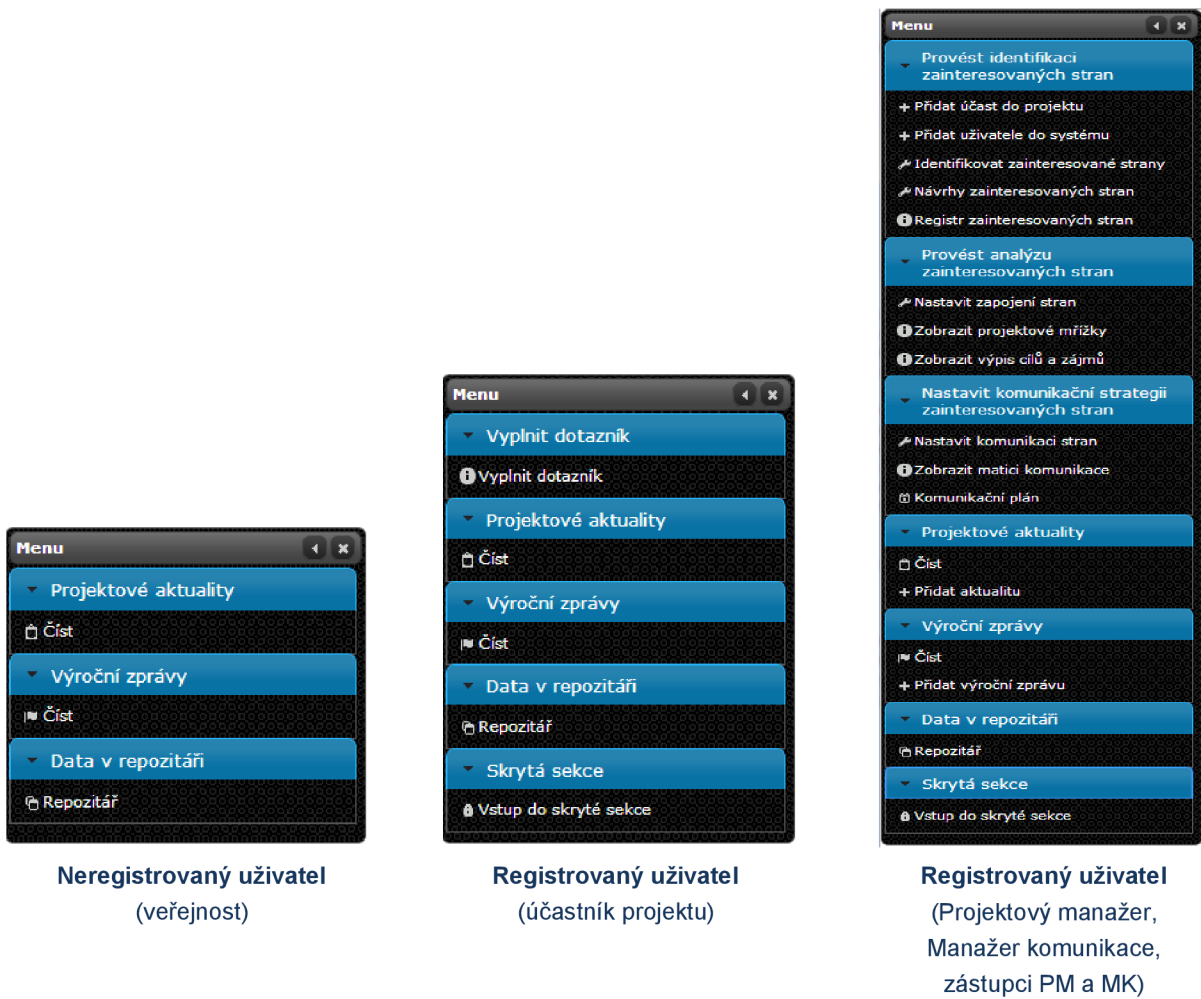 Menu
Projektové aktuality
Číst
Výroční zprávy
Číst
Data v repozitáři
Repozitář
Neregistrovaný uživatel
(veřejnost)
Menu
Vyplnit dotazník
Vyplnit dotazník
Projektové aktuality
Číst
Výroční zprávy
Číst
Data v repozitáři
Repozitář
Skrytá sekce
Vstup do skryté sekce
Registrovaný uživatel
(účastník projektu)
Menu
Provést identifikaci
zainteresovaných stran
Přidat účast do projektu
Přidat uživatele do systému
Identifikovat zainteresované strany
Návrhy zainteresovaných stran
Registr zainteresovaných stran
Provést analýzu
zainteresovaných stran
Nastavit zapojení stran
Zobrazit projektové mřížky
Zobrazit výpis cílů a zájmů
Nastavit komunikační strategii
zainteresovaných stran
Nastavit komunikaci stran
Zobrazit matici komunikace
Komunikační plán
Projektové aktuality
Číst
Přidat aktualitu
Výroční zprávy
Číst
Přidat výroční zprávu
Data v repozitáři
Repozitář
Skrytá sekce
Vstup do skryté sekce
Registrovaný uživatel
(Projektový manažer,
Manažer komunikace,
zástupci PM a MK)